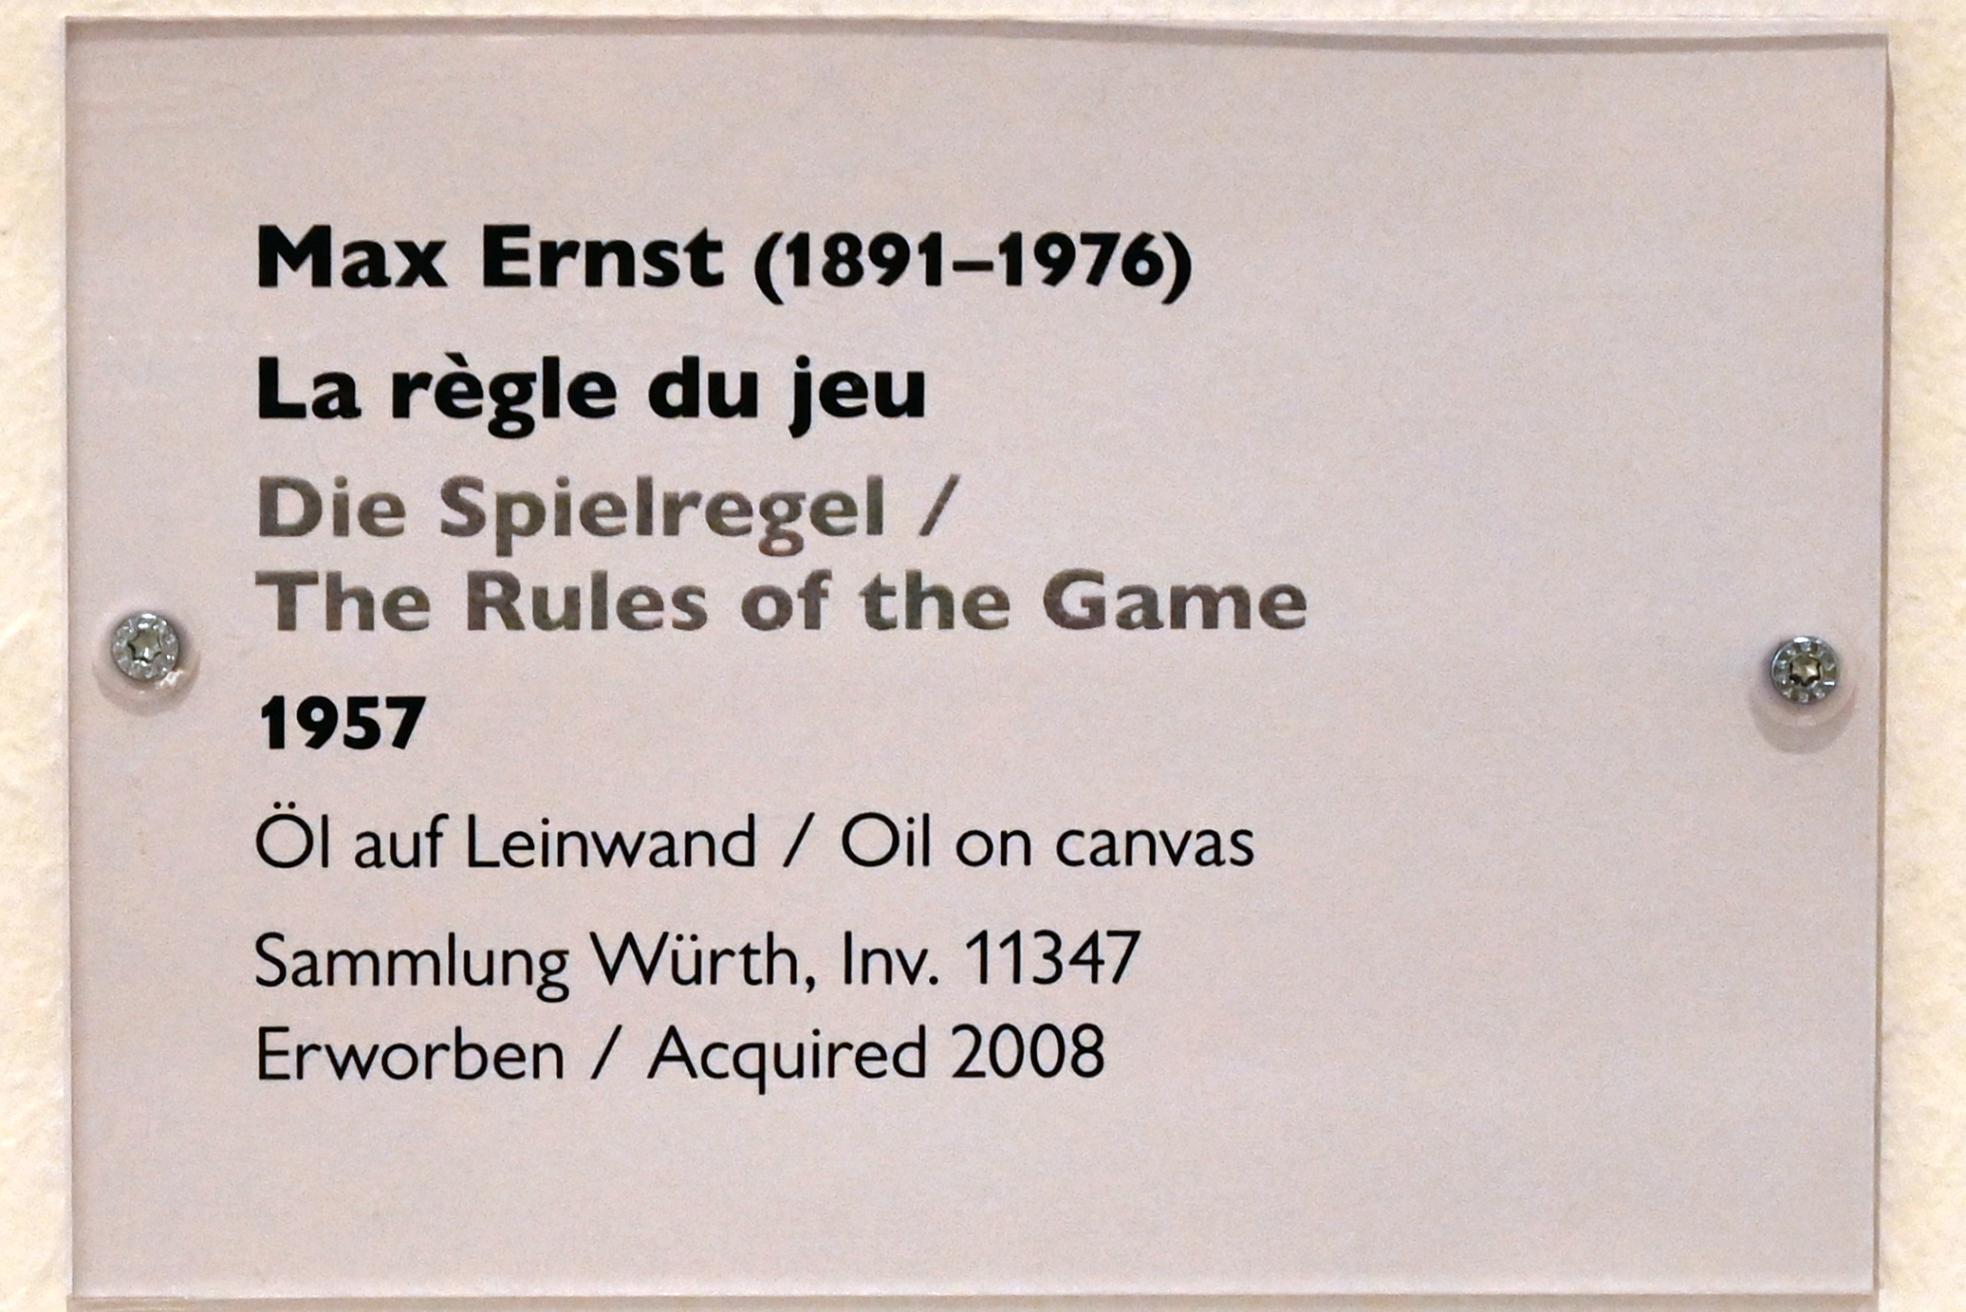 Max Ernst (1891–1976)
La règle du jeu
Die Spielregel /
The Rules of the Game
1957
Öl auf Leinwand / Oil on canvas
Sammlung Würth, Inv. 11347
Erworben / Acquired 2008